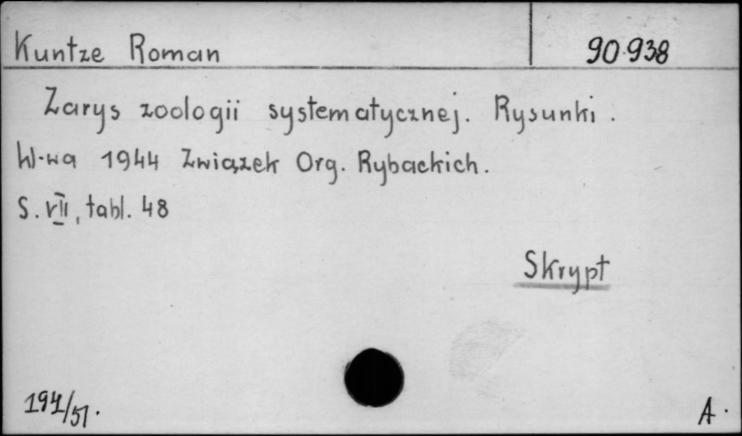 Kuntze Roman
90.938
Zarys zoologii systematycznej. Rysunki.
W-wa 1944 Związek Org. Rybackich.
S. VII, tabl. 48
Skrypt
194/51.
A.